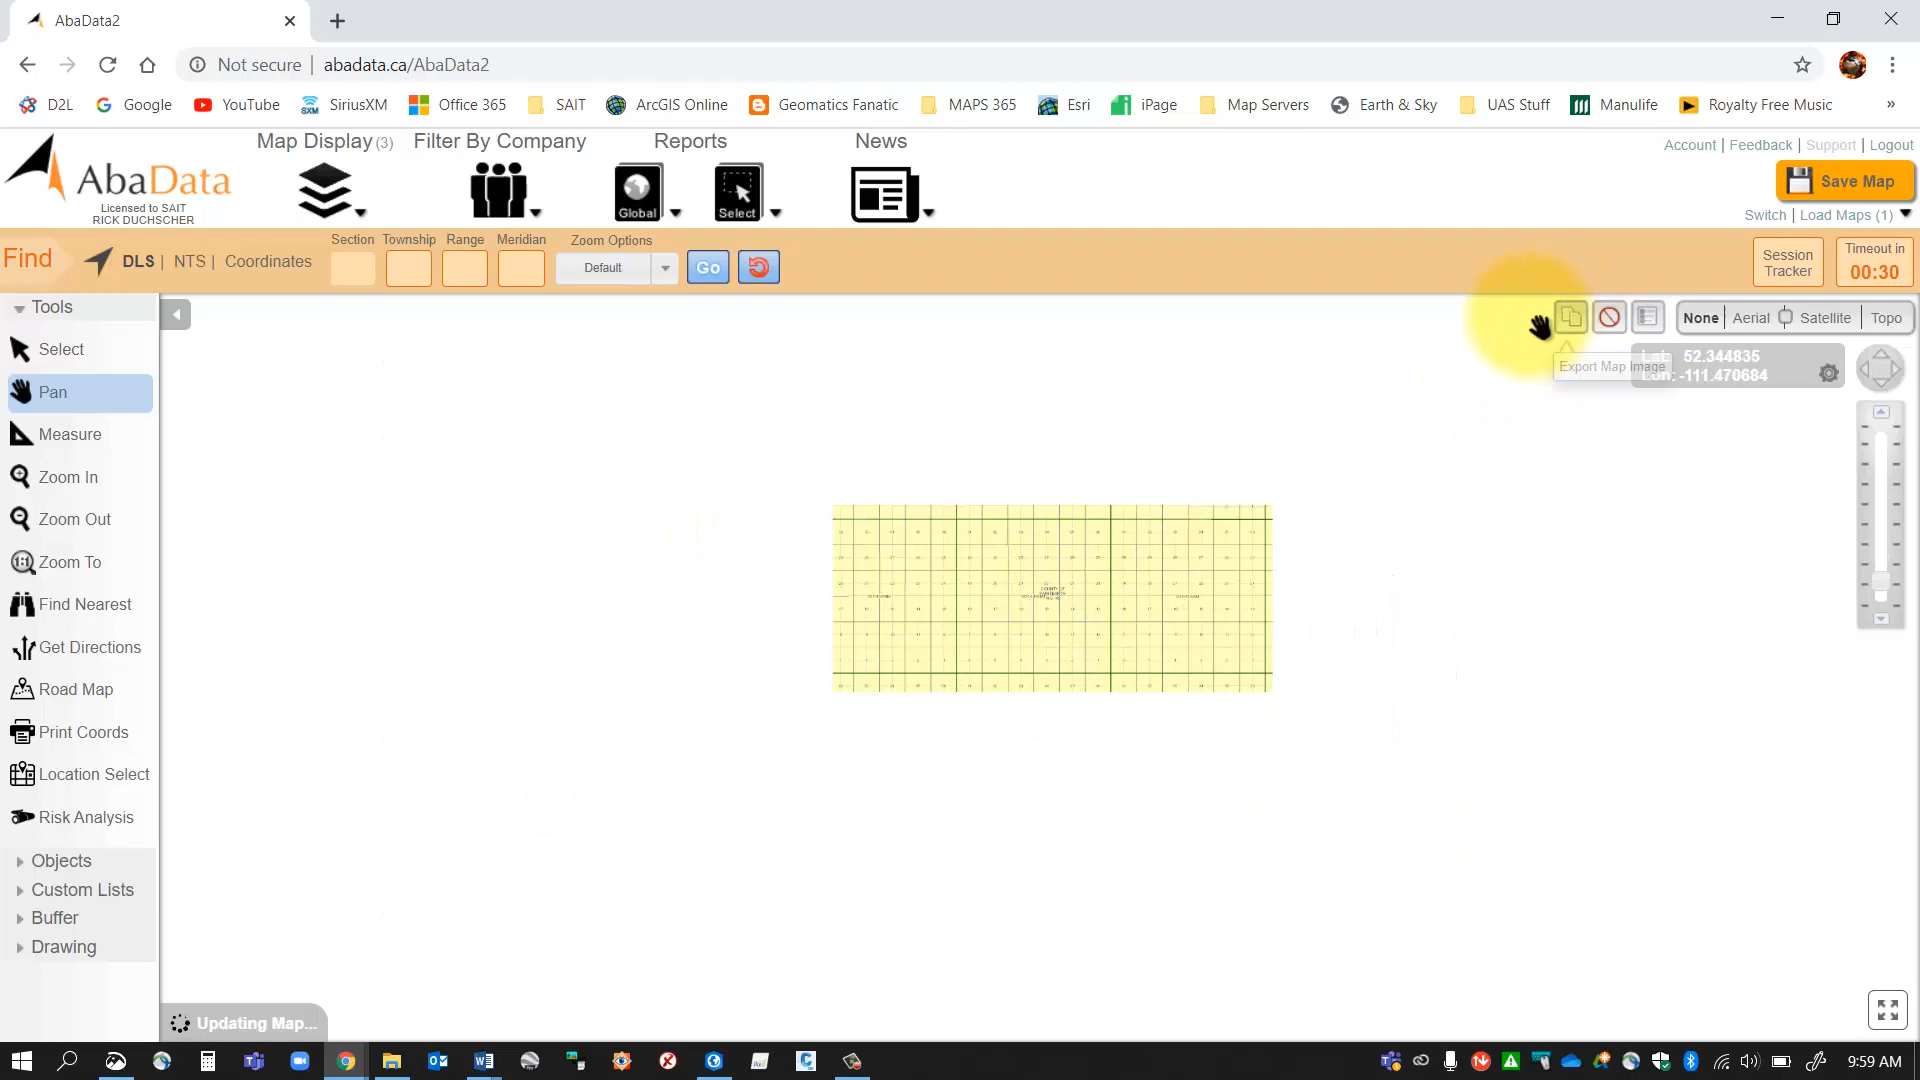 AbaData2
Not secure | abadata.ca/AbaData2
D2L Google YouTube SiriusXM Office 365 SAIT ArcGIS Online Geomatics Fanatic MAPS 365 Esri iPage Map Servers Earth & Sky UAS Stuff Manulife Royalty Free Music »
Map Display (3) Filter By Company Reports News
Account | Feedback | Support | Logout
AbaData
Licensed to SAIT
RICK DUCHSCHER
Global Select
Save Map
Switch | Load Maps (1)
Find DLS | NTS | Coordinates
Section Township Range Meridian Zoom Options
Default Go
Session Tracker
Timeout in
00:30
Tools
Select
Pan
Measure
Zoom In
Zoom Out
Zoom To
Find Nearest
Get Directions
Road Map
Print Coords
Location Select
Risk Analysis
Objects
Custom Lists
Buffer
Drawing
None Aerial Satellite Topo
Export Map Image
Lat: 52.344835
Lon: -111.470684
COUNTY OF
Updating Map...
9:59 AM